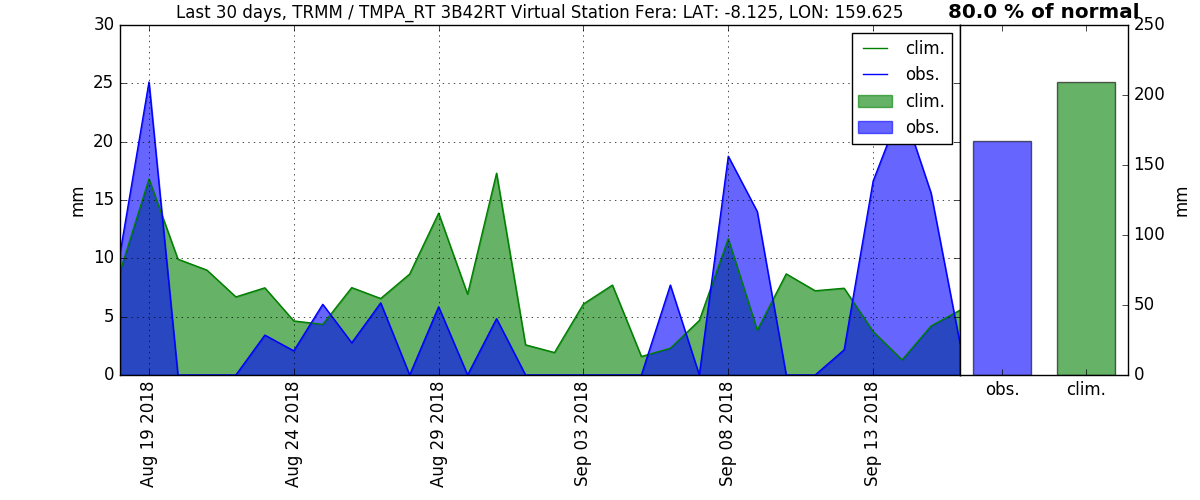 Last 30 days, TRMM / TMPA_RT 3B42RT Virtual Station Fera: LAT: -8.125, LON: 159.625
80.0 % of normal
30
25
20
15
10
5
0
mm
clim.
obs.
clim.
obs.
250
200
150
100
50
0
mm
obs.
clim.
Aug 19 2018
Aug 24 2018
Aug 29 2018
Sep 03 2018
Sep 08 2018
Sep 13 2018